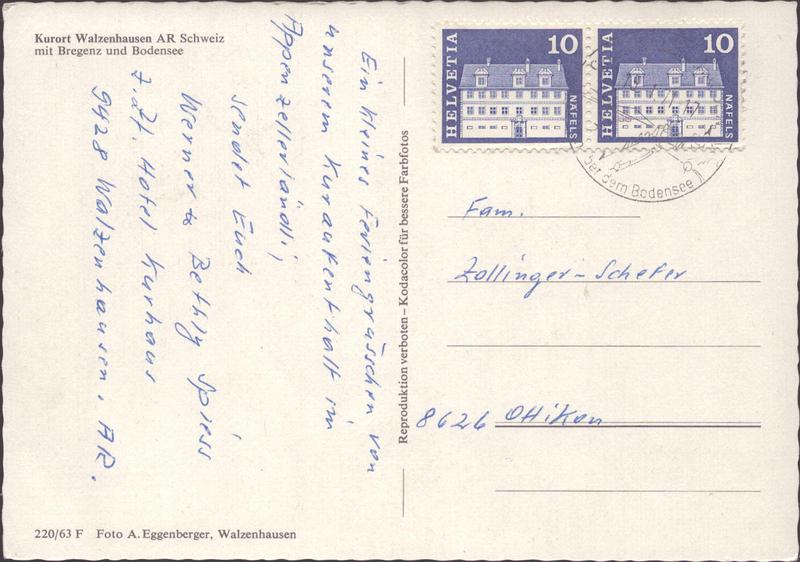 Kurort Walzenhausen AR Schweiz
mit Bregenz und Bodensee
Ein kleines Feriengrüsschen von
unserem Kuraufenthalt im
Appenzellerländli,
sendet Euch
Werner & Bethly Spiess
z. Zt. Hotel Kurhaus
9428 Walzenhausen, AR.
220/63 F Foto A. Eggenberger, Walzenhausen
Reproduktion verboten – Kodacolor für bessere Farbfotos
HELVETIA 10 NÄFELS
HELVETIA 10 NÄFELS
über dem Bodensee
Fam.
Zollinger-Schefer
8626 Ottikon